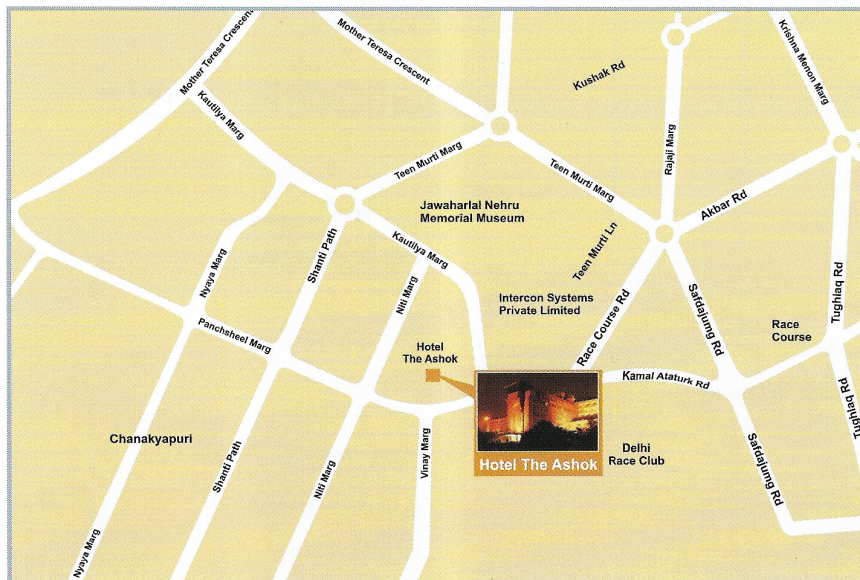 Mother Teresa Crescent
Mother Teresa Crescent
Krishna Menon Marg
Kushak Rd
Kautilya Marg
Rajaji Marg
Teen Murti Marg
Teen Murti Marg
Akbar Rd
Jawaharlal Nehru
Memorial Museum
Shanti Path
Kautilya Marg
Teen Murti Ln
Nyaya Marg
Niti Marg
Tughlaq Rd
Intercon Systems
Private Limited
Race Course Rd
Safdajumg Rd
Race
Course
Panchsheel Marg
Hotel
The Ashok
Kamal Ataturk Rd
Tughlaq Rd
Chanakyapuri
Shanti Path
Niti Marg
Vinay Marg
Hotel The Ashok
Delhi
Race Club
Safdajumg Rd
Nyaya Marg